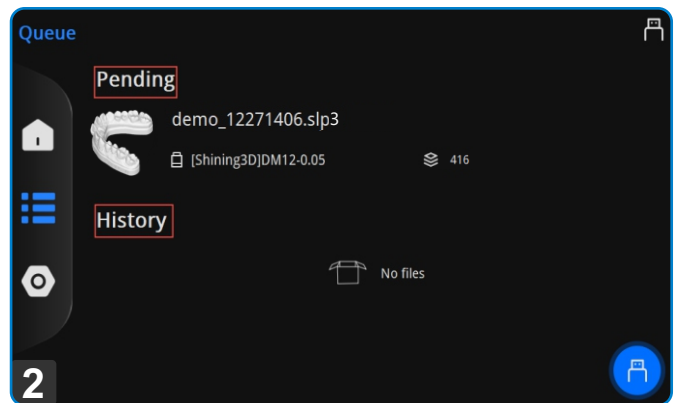 Queue
Pending
demo_12271406.slp3
[Shining3D]DM12-0.05 416
History
No files
2